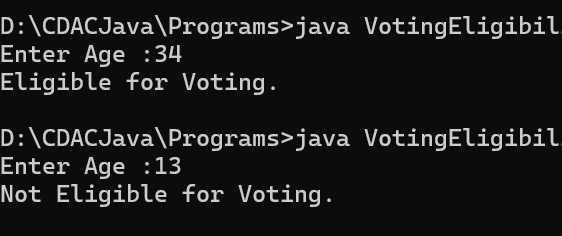 D:\CDACJava\Programs>java VotingEligibil
Enter Age :34
Eligible for Voting.
D:\CDACJava\Programs>java VotingEligibil
Enter Age :13
Not Eligible for Voting.